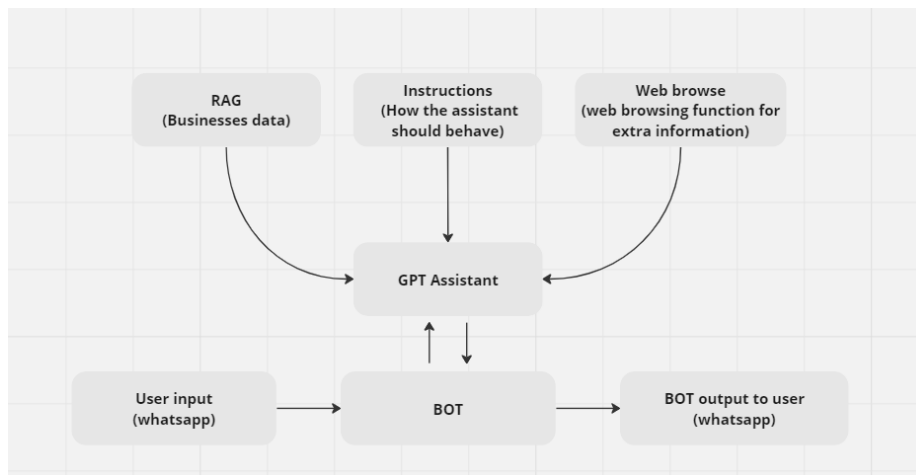 RAG
(Businesses data)
Instructions
(How the assistant
should behave)
Web browse
(web browsing function for
extra information)
GPT Assistant
User input
(whatsapp)
BOT
BOT output to user
(whatsapp)